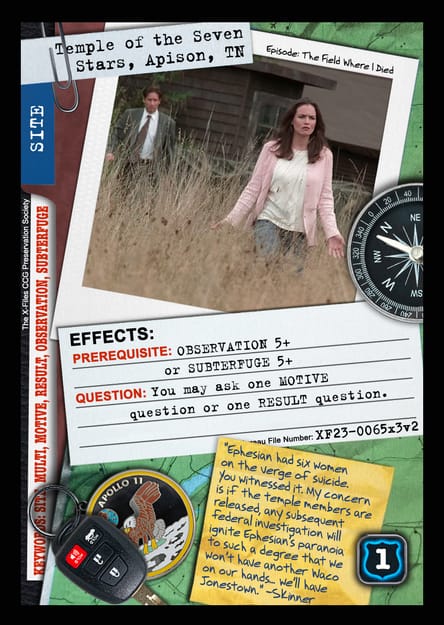 Temple of the Seven
Stars, Apison, TN
Episode: The Field Where I Died
SITE
The X-Files CCG Preservation Society
KEYWORDS: SITE, MULTI, MOTIVE, RESULT, OBSERVATION, SUBTERFUGE
N
NE
E
W
SW
EFFECTS:
PREREQUISITE: OBSERVATION 5+
or SUBTERFUGE 5+
QUESTION: You may ask one MOTIVE
question or one RESULT question.
File Number: XF23-0065x3v2
APOLLO 11
"Ephesian had six women
on the verge of suicide.
You witnessed it. My concern
is if the temple members are
released, any subsequent
federal investigation will
ignite Ephesian's paranoia
to such a degree that we
won't have another Waco
on our hands... we'll have
Jonestown." ~Skinner
1